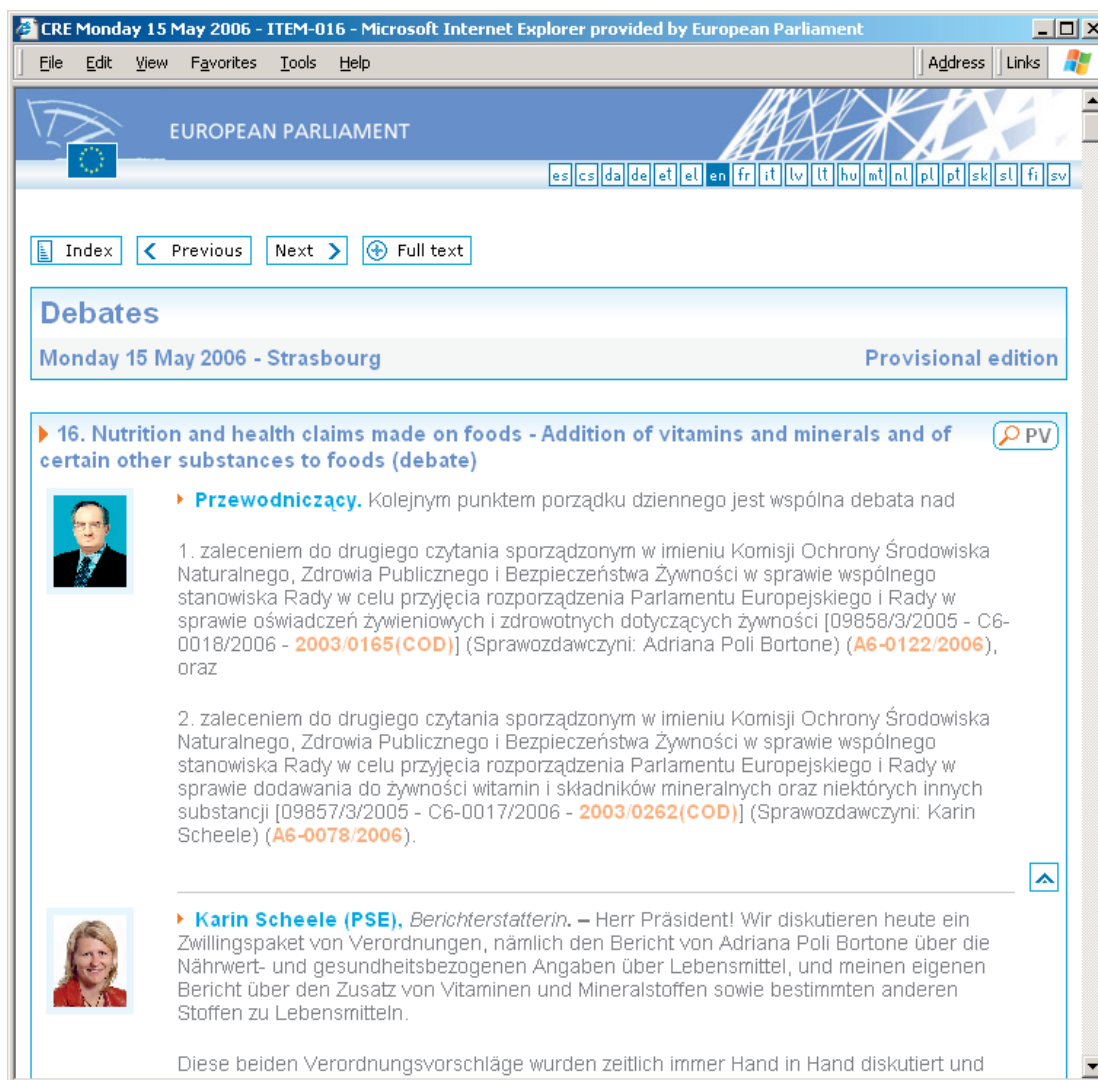 CRE Monday 15 May 2006 - ITEM-016 - Microsoft Internet Explorer provided by European Parliament
File Edit View Favorites Tools Help Address Links
EUROPEAN PARLIAMENT
es cs da de et el en fr it lv lt hu mt nl pl pt sk sl fi sv
Index Previous Next Full text
Debates
Monday 15 May 2006 - Strasbourg Provisional edition
16. Nutrition and health claims made on foods - Addition of vitamins and minerals and of PV
certain other substances to foods (debate)
Przewodniczący. Kolejnym punktem porządku dziennego jest wspólna debata nad
1. zaleceniem do drugiego czytania sporządzonym w imieniu Komisji Ochrony Środowiska
Naturalnego, Zdrowia Publicznego i Bezpieczeństwa Żywności w sprawie wspólnego
stanowiska Rady w celu przyjęcia rozporządzenia Parlamentu Europejskiego i Rady w
sprawie oświadczeń żywieniowych i zdrowotnych dotyczących żywności [09858/3/2005 - C6-
0018/2006 - 2003/0165(COD)] (Sprawozdawczyni: Adriana Poli Bortone) (A6-0122/2006),
oraz
2. zaleceniem do drugiego czytania sporządzonym w imieniu Komisji Ochrony Środowiska
Naturalnego, Zdrowia Publicznego i Bezpieczeństwa Żywności w sprawie wspólnego
stanowiska Rady w celu przyjęcia rozporządzenia Parlamentu Europejskiego i Rady w
sprawie dodawania do żywności witamin i składników mineralnych oraz niektórych innych
substancji [09857/3/2005 - C6-0017/2006 - 2003/0262(COD)] (Sprawozdawczyni: Karin
Scheele) (A6-0078/2006).
Karin Scheele (PSE), Berichterstatterin. – Herr Präsident! Wir diskutieren heute ein
Zwillingspaket von Verordnungen, nämlich den Bericht von Adriana Poli Bortone über die
Nährwert- und gesundheitsbezogenen Angaben über Lebensmittel, und meinen eigenen
Bericht über den Zusatz von Vitaminen und Mineralstoffen sowie bestimmten anderen
Stoffen zu Lebensmitteln.
Diese beiden Verordnungsvorschläge wurden zeitlich immer Hand in Hand diskutiert und